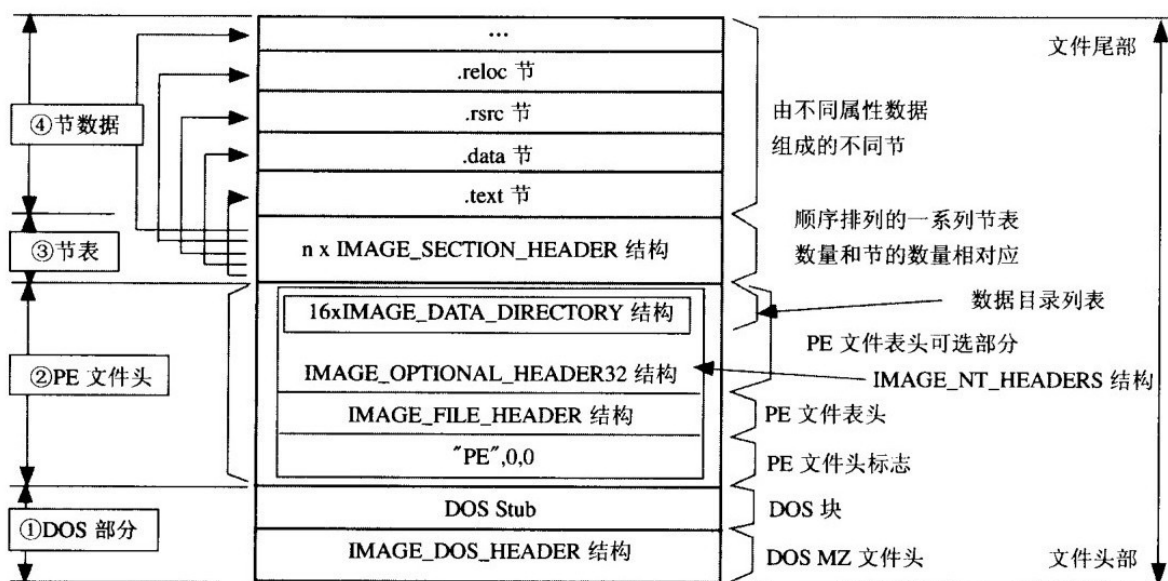 ...
文件尾部
.reloc 节
.rsrc 节
④节数据
由不同属性数据
组成的不同节
.data 节
.text 节
③节表
n x IMAGE_SECTION_HEADER 结构
顺序排列的一系列节表
数量和节的数量相对应
16xIMAGE_DATA_DIRECTORY 结构
数据目录列表
PE 文件表头可选部分
②PE 文件头
IMAGE_OPTIONAL_HEADER32 结构
IMAGE_NT_HEADERS 结构
IMAGE_FILE_HEADER 结构
PE 文件表头
"PE",0,0
PE 文件头标志
DOS Stub
DOS 块
①DOS 部分
IMAGE_DOS_HEADER 结构
DOS MZ 文件头
文件头部